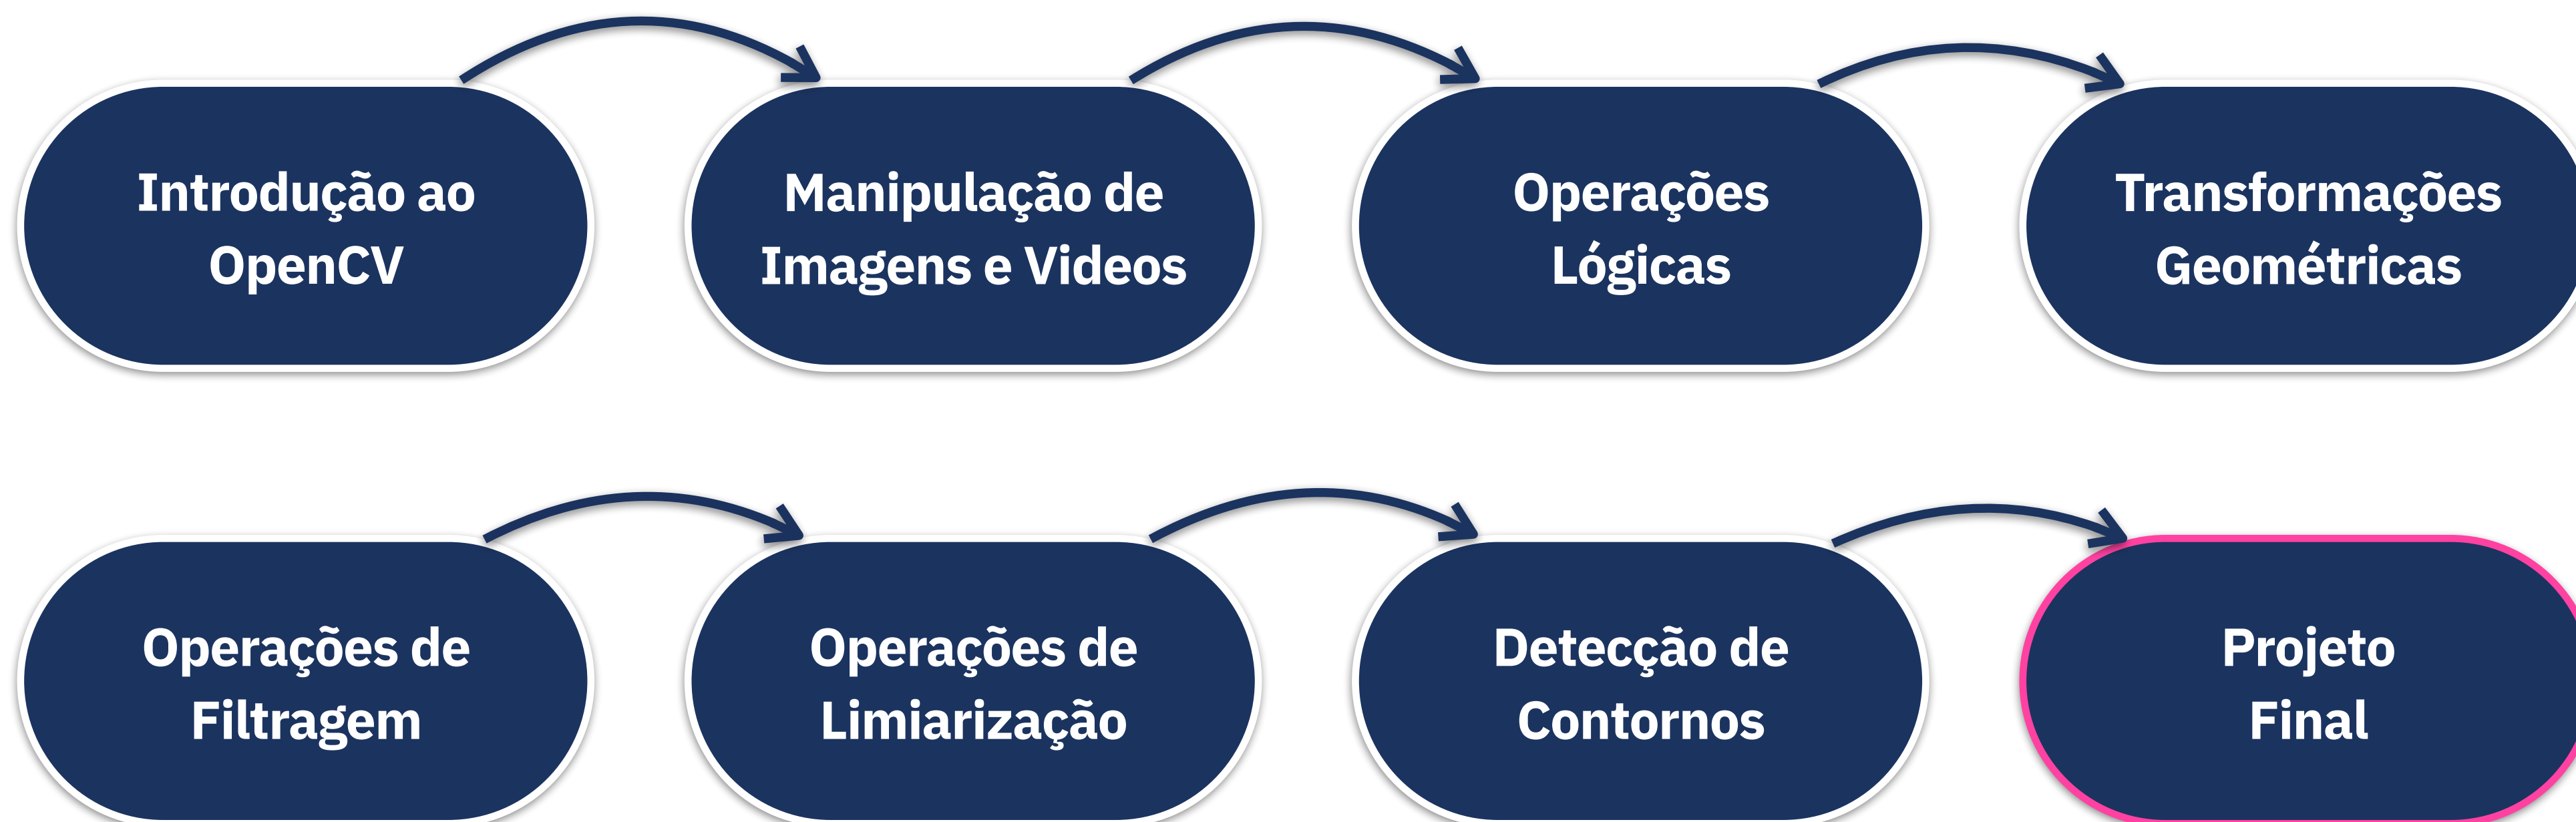 Introdução ao
OpenCV
Manipulação de
Imagens e Videos
Operações
Lógicas
Transformações
Geométricas
Operações de
Filtragem
Operações de
Limiarização
Detecção de
Contornos
Projeto
Final